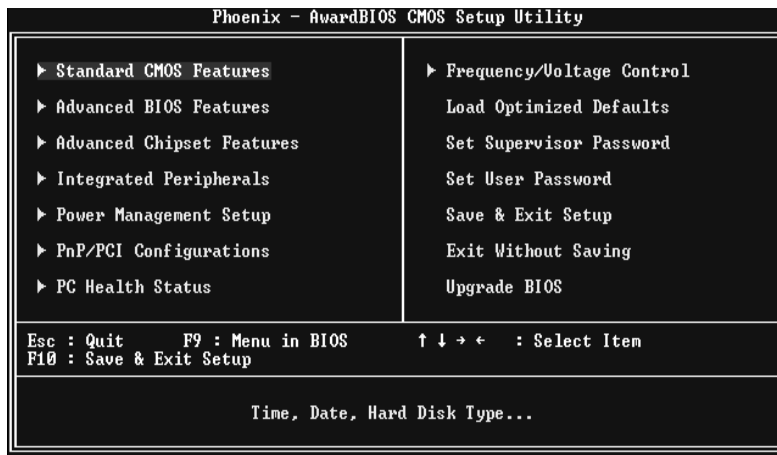 Phoenix - AwardBIOS CMOS Setup Utility
▶ Standard CMOS Features
▶ Advanced BIOS Features
▶ Advanced Chipset Features
▶ Integrated Peripherals
▶ Power Management Setup
▶ PnP/PCI Configurations
▶ PC Health Status
▶ Frequency/Voltage Control
Load Optimized Defaults
Set Supervisor Password
Set User Password
Save & Exit Setup
Exit Without Saving
Upgrade BIOS
Esc : Quit F9 : Menu in BIOS ↑ ↓ → ← : Select Item
F10 : Save & Exit Setup
Time, Date, Hard Disk Type...